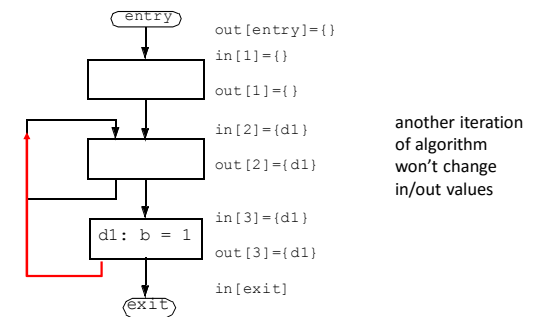 entry
out[entry]={}
in[1]={}
out[1]={}
in[2]={d1}
out[2]={d1}
another iteration
of algorithm
won’t change
in/out values
in[3]={d1}
d1: b = 1
out[3]={d1}
in[exit]
exit